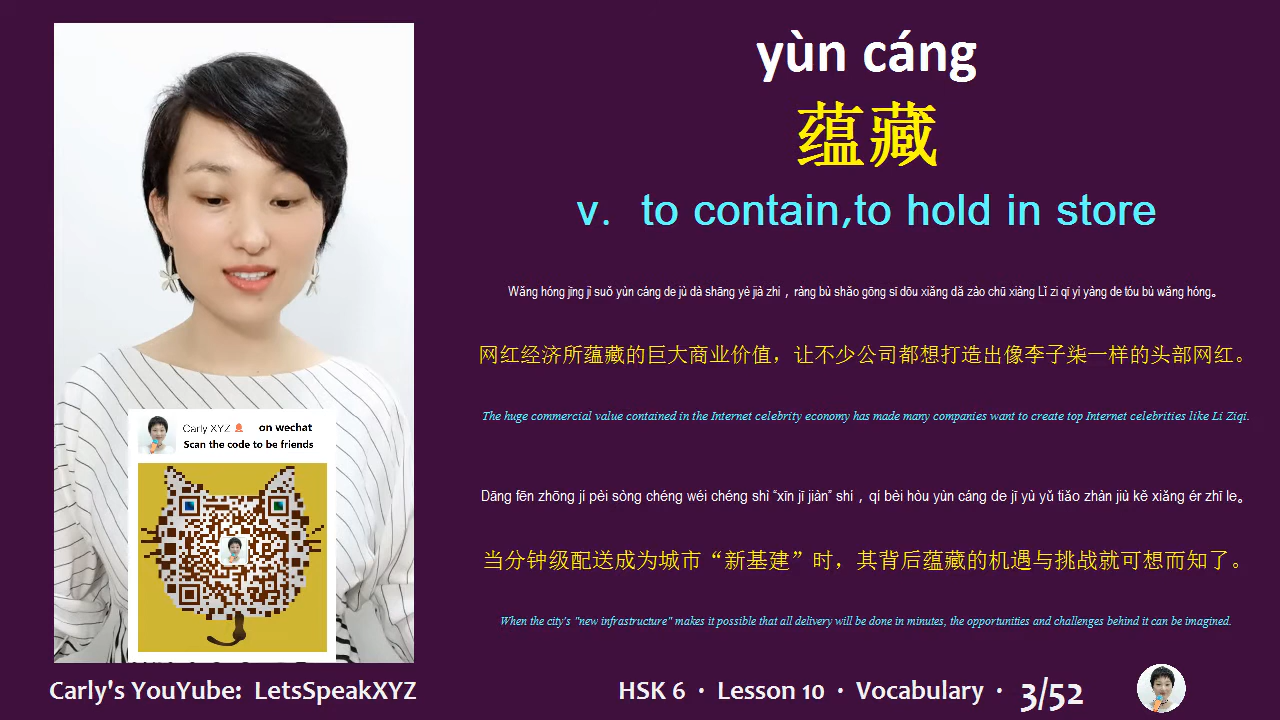 yùn cáng
蕴藏
v. to contain,to hold in store
Wǎng hóng jīng jì suǒ yùn cáng de jù dà shāng yè jià zhí，ràng bù shǎo gōng sī dōu xiǎng dǎ zào chū xiàng Lǐ zi qī yí yàng de tóu bù wǎng hóng。
网红经济所蕴藏的巨大商业价值，让不少公司都想打造出像李子柒一样的头部网红。
The huge commercial value contained in the Internet celebrity economy has made many companies want to create top Internet celebrities like Li Ziqi.
Dāng fēn zhōng jí pèi sòng chéng wéi chéng shì “xīn jī jiàn” shí，qí bèi hòu yùn cáng de jī yù yǔ tiǎo zhàn jiù kě xiǎng ér zhī le。
当分钟级配送成为城市“新基建”时，其背后蕴藏的机遇与挑战就可想而知了。
When the city's "new infrastructure" makes it possible that all delivery will be done in minutes, the opportunities and challenges behind it can be imagined.
Carly XYZ on wechat
Scan the code to be friends
Carly's YouYube: LetsSpeakXYZ
HSK 6 · Lesson 10 · Vocabulary · 3/52